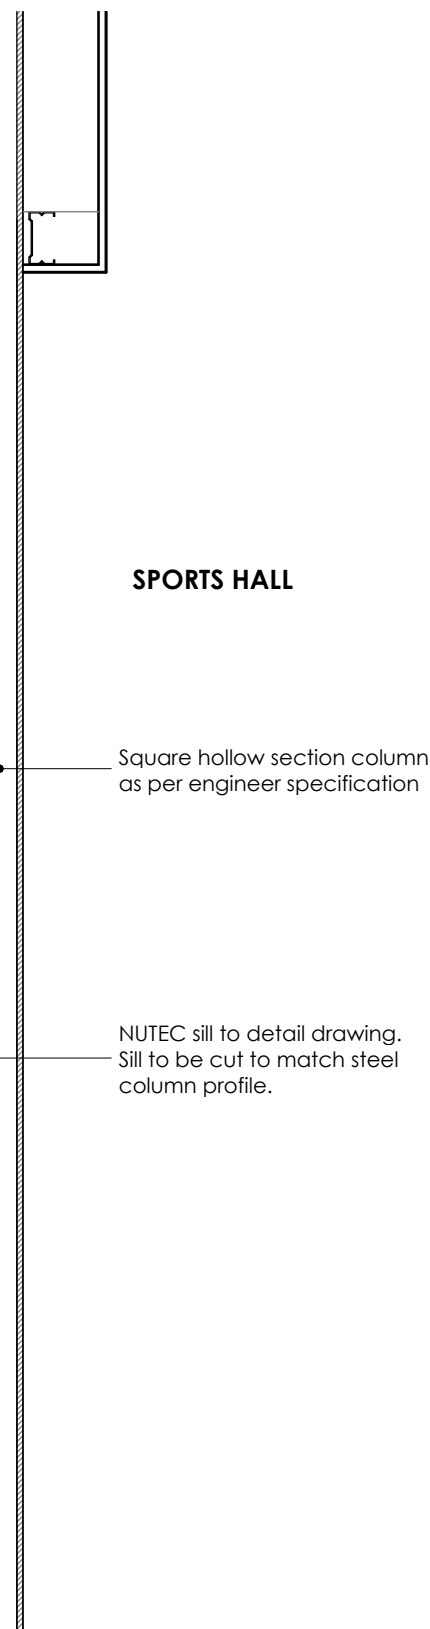 SPORTS HALL
Square hollow section column
as per engineer specification
NUTEC sill to detail drawing.
Sill to be cut to match steel
column profile.